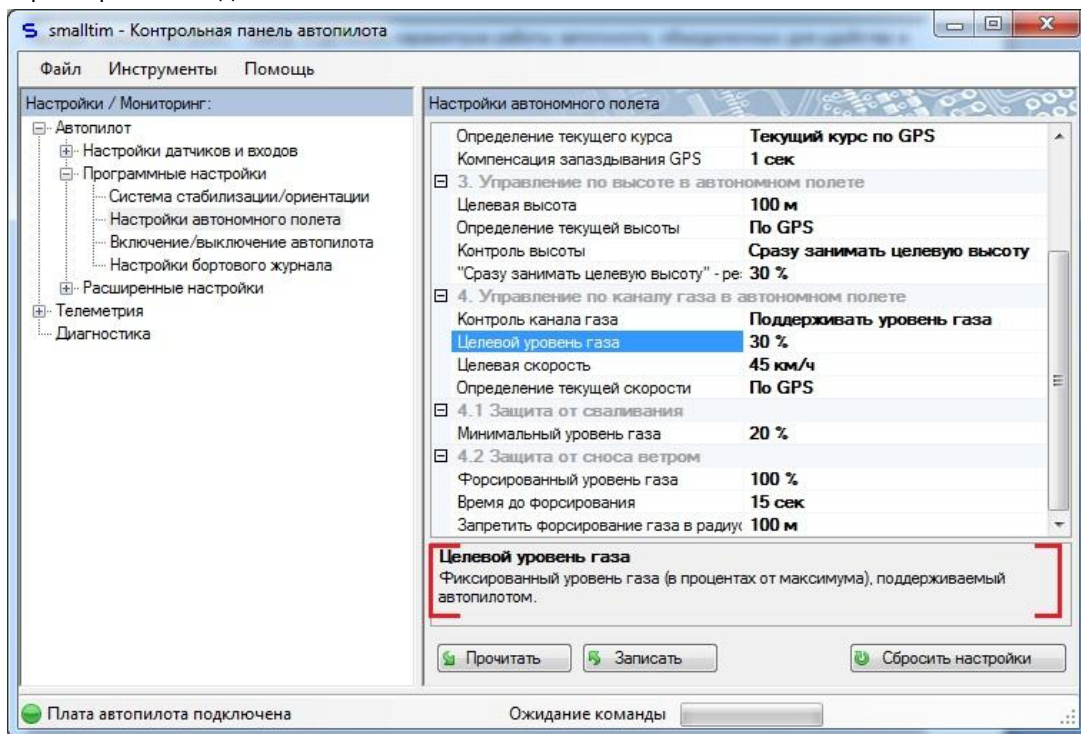 smalltim - Контрольная панель автопилота
Файл Инструменты Помощь
Настройки / Мониторинг:
Автопилот
Настройки датчиков и входов
Программные настройки
Система стабилизации/ориентации
Настройки автономного полета
Включение/выключение автопилота
Настройки бортового журнала
Расширенные настройки
Телеметрия
Диагностика
Настройки автономного полета
Определение текущего курса Текущий курс по GPS
Компенсация запаздывания GPS 1 сек
3. Управление по высоте в автономном полете
Целевая высота 100 м
Определение текущей высоты По GPS
Контроль высоты Сразу занимать целевую высоту
"Сразу занимать целевую высоту" - ре: 30 %
4. Управление по каналу газа в автономном полете
Контроль канала газа Поддерживать уровень газа
Целевой уровень газа 30 %
Целевая скорость 45 км/ч
Определение текущей скорости По GPS
4.1 Защита от сваливания
Минимальный уровень газа 20 %
4.2 Защита от сноса ветром
Форсированный уровень газа 100 %
Время до форсирования 15 сек
Запретить форсирование газа в радиус 100 м
Целевой уровень газа
Фиксированный уровень газа (в процентах от максимума), поддерживаемый
автопилотом.
Прочитать Записать Сбросить настройки
Плата автопилота подключена Ожидание команды